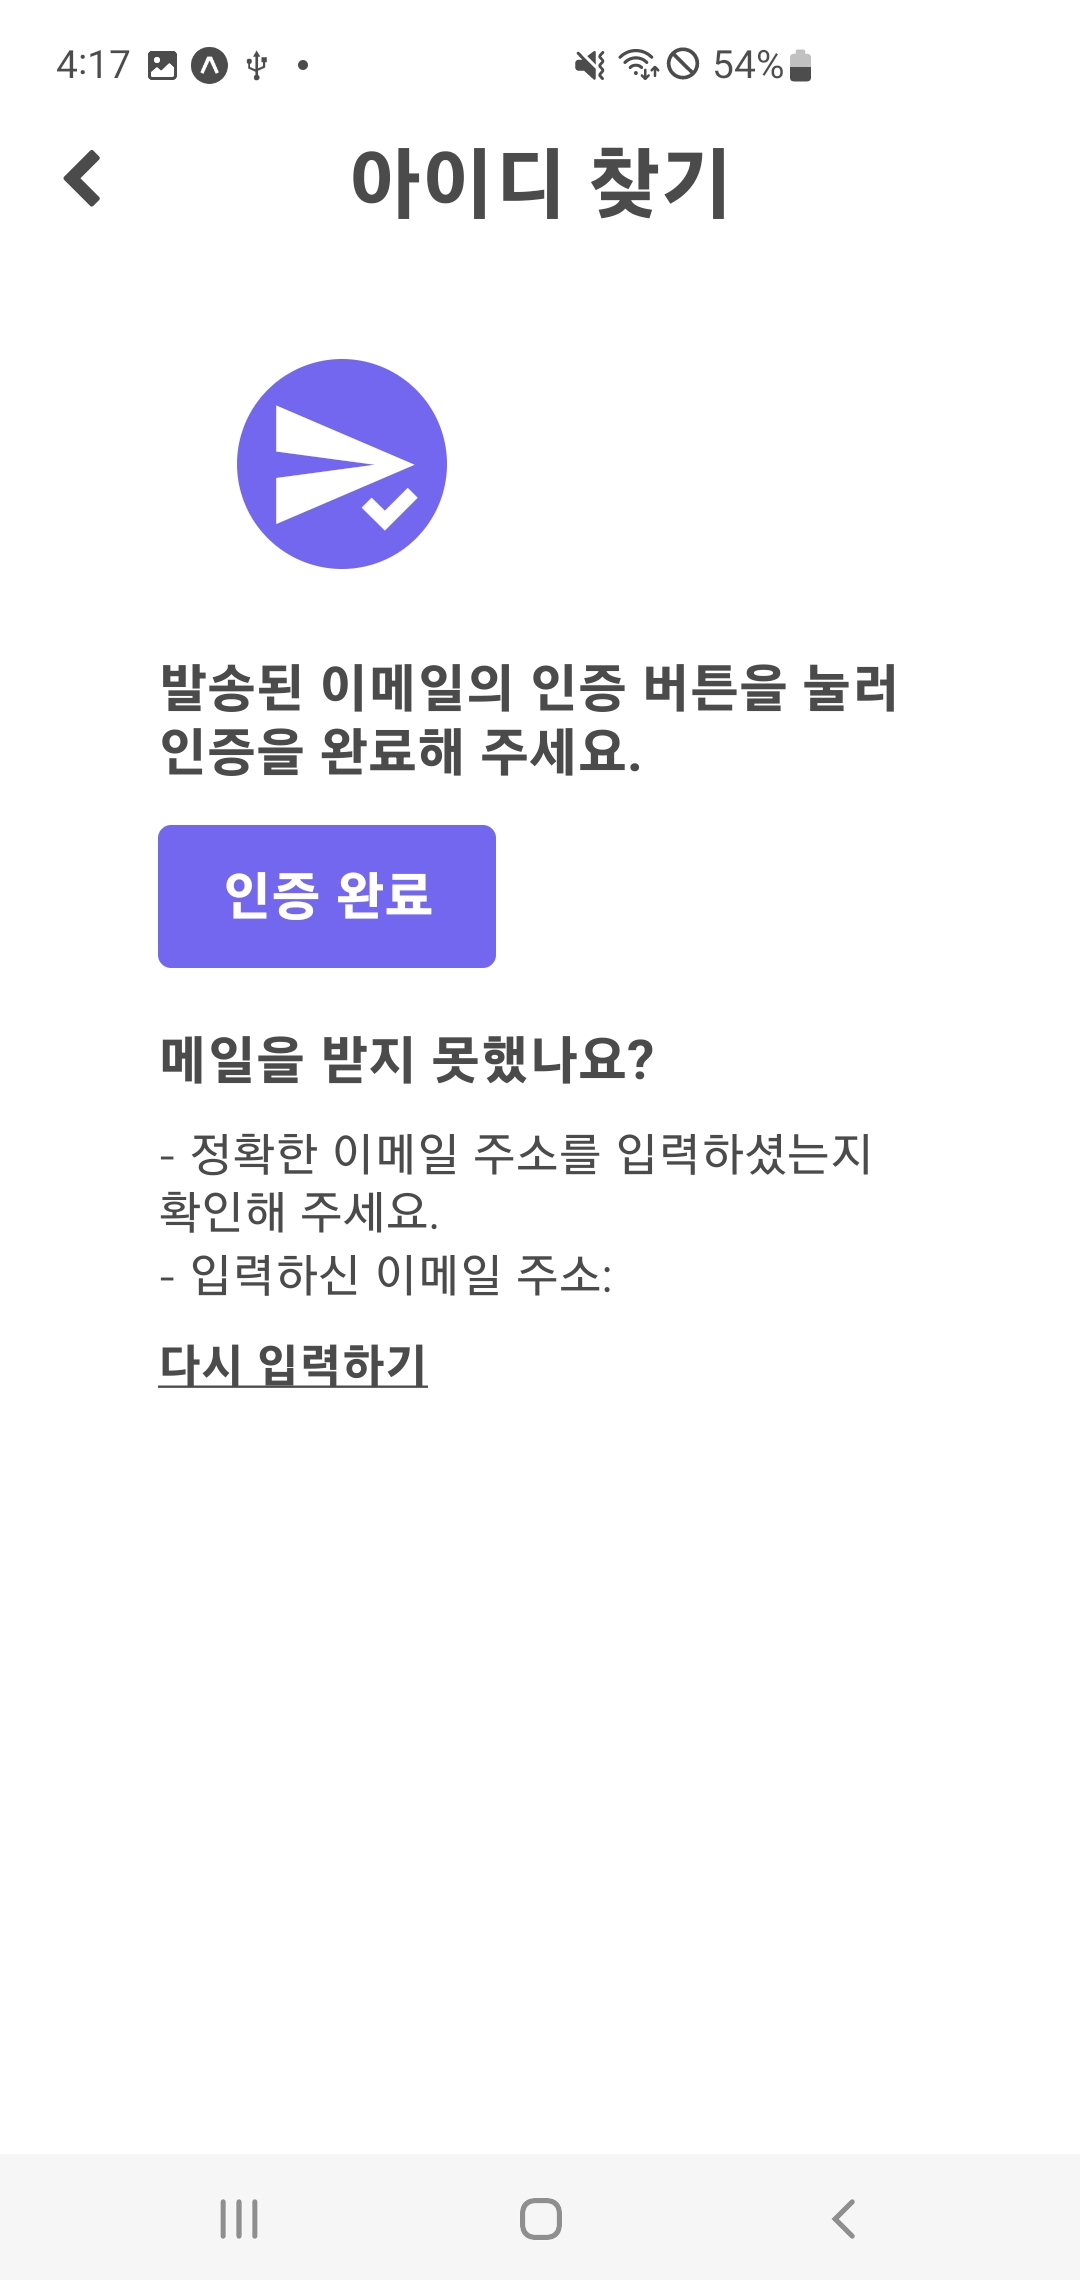 4:17 54%
아이디 찾기
발송된 이메일의 인증 버튼을 눌러
인증을 완료해 주세요.
인증 완료
메일을 받지 못했나요?
- 정확한 이메일 주소를 입력하셨는지
확인해 주세요.
- 입력하신 이메일 주소:
다시 입력하기